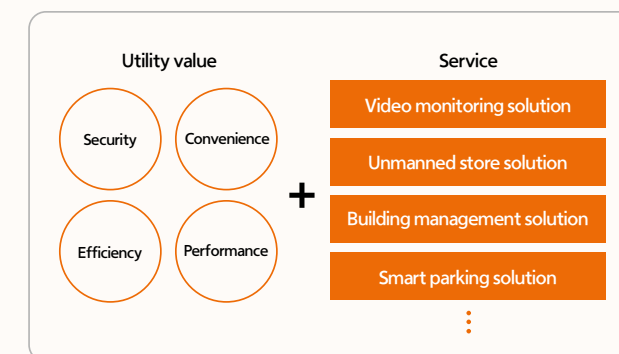 Utility value
Security
Convenience
Efficiency
Performance
+
Service
Video monitoring solution
Unmanned store solution
Building management solution
Smart parking solution